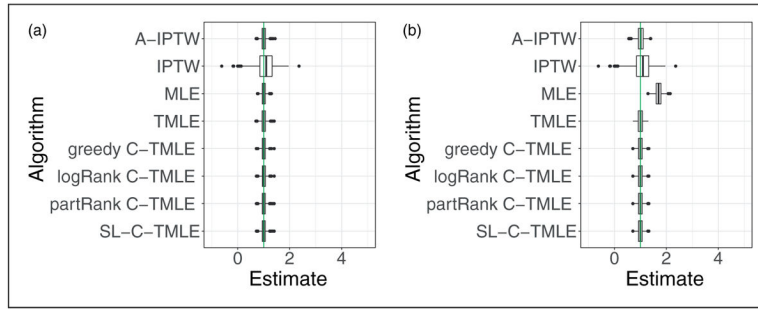 (a)
Algorithm
A−IPTW
IPTW
MLE
TMLE
greedy C−TMLE
logRank C−TMLE
partRank C−TMLE
SL−C−TMLE
0 2 4
Estimate
(b)
Algorithm
A−IPTW
IPTW
MLE
TMLE
greedy C−TMLE
logRank C−TMLE
partRank C−TMLE
SL−C−TMLE
0 2 4
Estimate